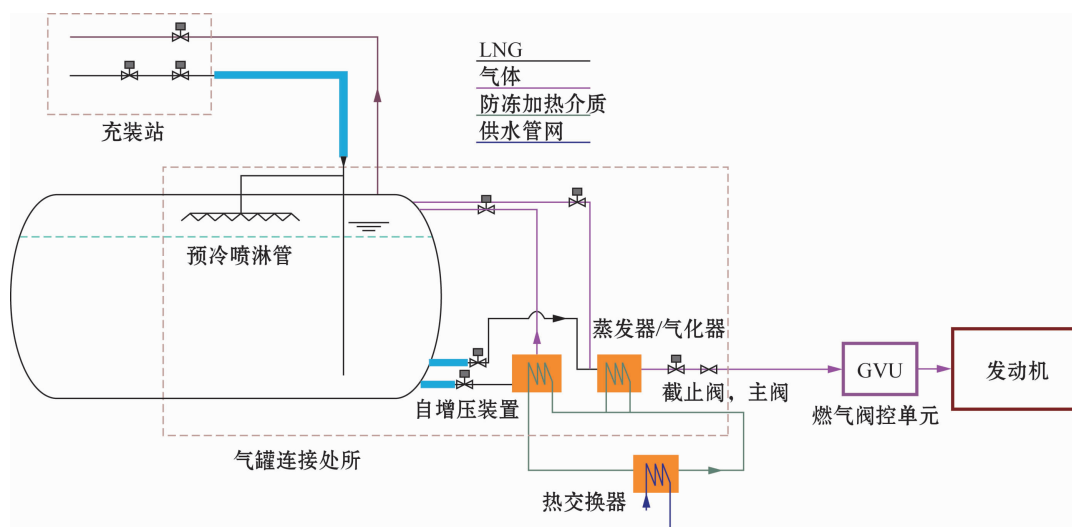 LNG
气体
防冻加热介质
供水管网
充装站
预冷喷淋管
蒸发器/气化器
GVU
发动机
截止阀，主阀
自增压装置
燃气阀控单元
气罐连接处所
热交换器